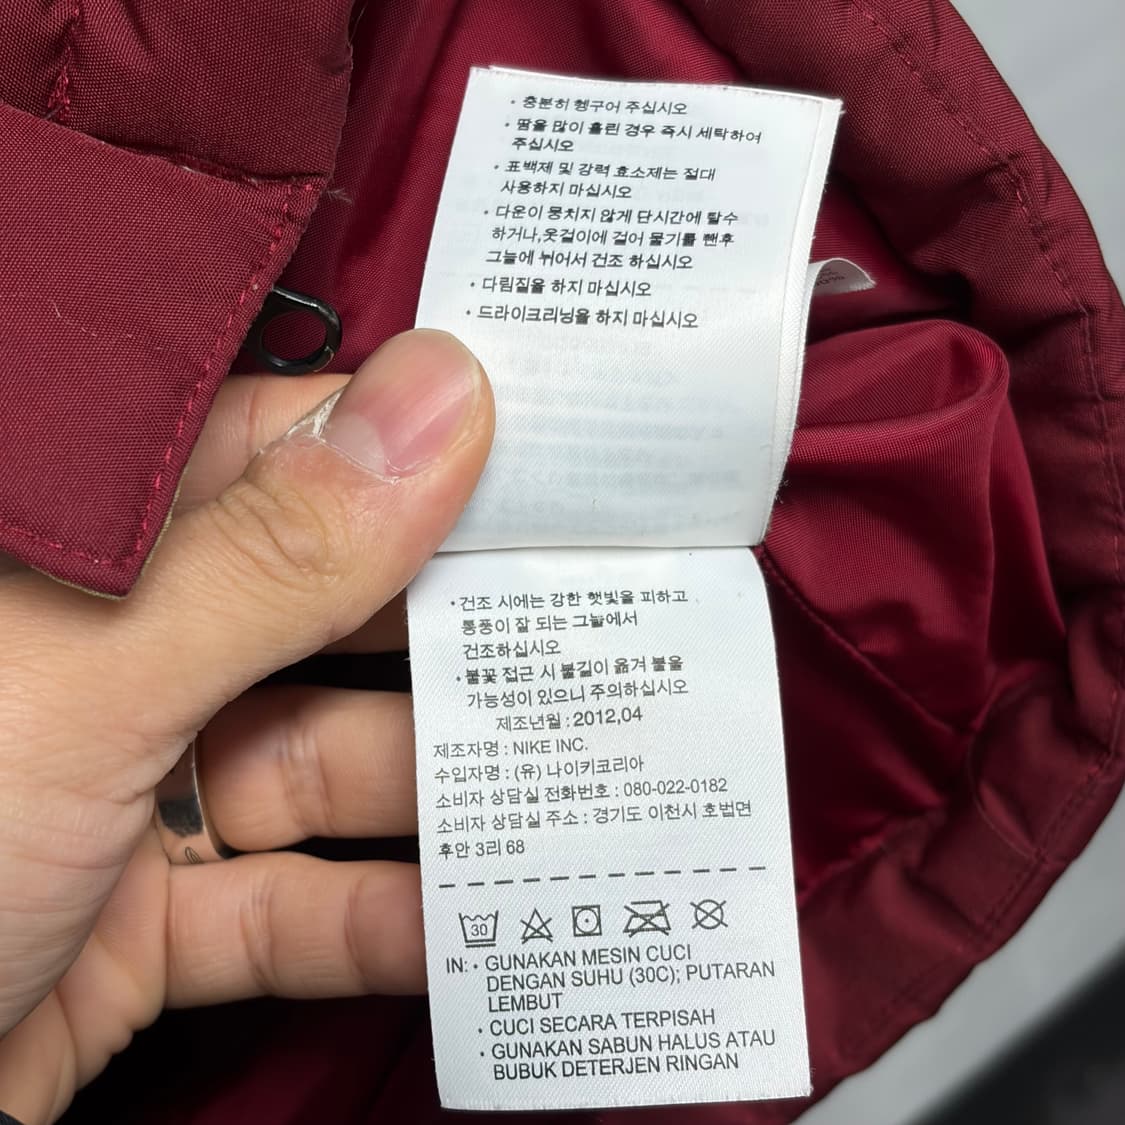 • 충분히 헹구어 주십시오
• 땀을 많이 흘린 경우 즉시 세탁하여
주십시오
• 표백제 및 강력 효소제는 절대
사용하지 마십시오
• 다운이 뭉치지 않게 단시간에 탈수
하거나,옷걸이에 걸어 물기를 뺀후
그늘에 뉘어서 건조 하십시오
• 다림질을 하지 마십시오
• 드라이크리닝을 하지 마십시오
• 건조 시에는 강한 햇빛을 피하고
통풍이 잘 되는 그늘에서
건조하십시오
• 불꽃 접근 시 불길이 옮겨 붙을
가능성이 있으니 주의하십시오
제조년월 : 2012,04
제조자명 : NIKE INC.
수입자명 : (유) 나이키코리아
소비자 상담실 전화번호 : 080-022-0182
소비자 상담실 주소 : 경기도 이천시 호법면
후안 3리 68
30
IN: • GUNAKAN MESIN CUCI
DENGAN SUHU (30C); PUTARAN
LEMBUT
• CUCI SECARA TERPISAH
• GUNAKAN SABUN HALUS ATAU
BUBUK DETERJEN RINGAN